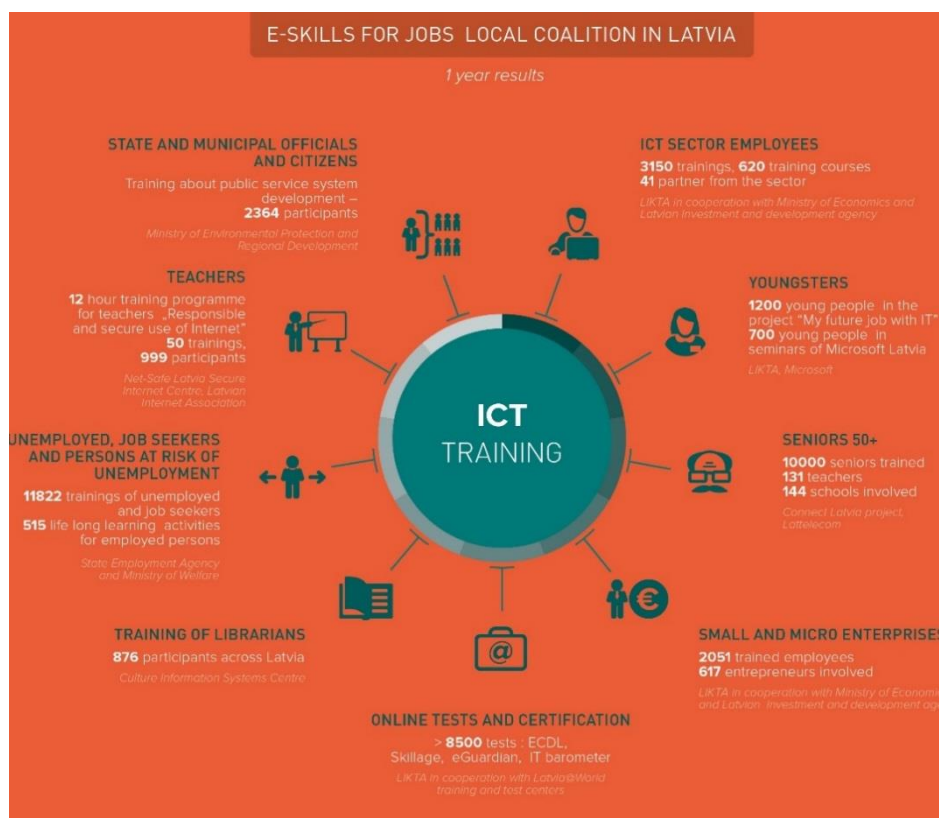 E-SKILLS FOR JOBS LOCAL COALITION IN LATVIA
1 year results
STATE AND MUNICIPAL OFFICIALS
AND CITIZENS
Training about public service system
development –
2364 participants
Ministry of Environmental Protection and
Regional Development
ICT SECTOR EMPLOYEES
3150 trainings, 620 training courses
41 partner from the sector
LIKTA in cooperation with Ministry of Economics and
Latvian Investment and development agency
TEACHERS
12 hour training programme
for teachers „Responsible
and secure use of Internet"
50 trainings,
999 participants
Net-Safe Latvia Secure
Internet Centre, Latvian
Internet Association
YOUNGSTERS
1200 young people in the
project "My future job with IT"
700 young people in
seminars of Microsoft Latvia
LIKTA, Microsoft
ICT
TRAINING
UNEMPLOYED, JOB SEEKERS
AND PERSONS AT RISK OF
UNEMPLOYMENT
11822 trainings of unemployed
and job seekers
515 life long learning activities
for employed persons
State Employment Agency
and Ministry of Welfare
SENIORS 50+
10000 seniors trained
131 teachers
144 schools involved
Connect Latvia project,
Lattelecom
€
TRAINING OF LIBRARIANS
876 participants across Latvia
Culture Information Systems Centre
@
SMALL AND MICRO ENTERPRISES
2051 trained employees
617 entrepreneurs involved
LIKTA in cooperation with Ministry of Economi
and Latvian Investment and development ag
ONLINE TESTS AND CERTIFICATION
> 8500 tests : ECDL,
Skillage, eGuardian, IT barometer
LIKTA in cooperation with Latvia@World
training and test centers